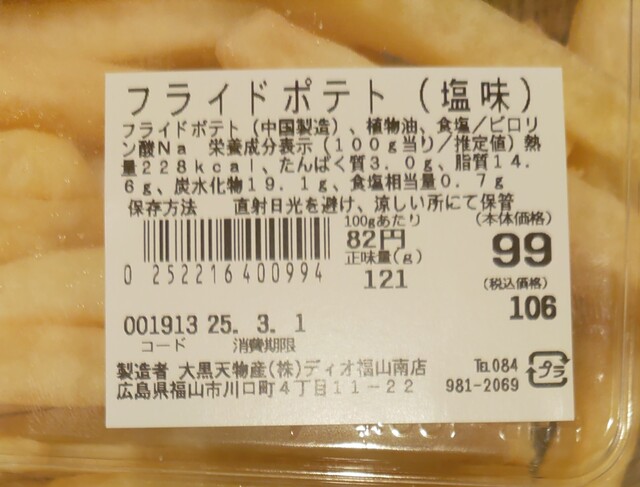 フライドポテト（塩味）
フライドポテト（中国製造）、植物油、食塩／ピロリ
ン酸Ｎａ　栄養成分表示（１００ｇ当り／推定値）熱
量２２８ｋｃａｌ、たんぱく質３．０ｇ、脂質１４．
６ｇ、炭水化物１９．１ｇ、食塩相当量０．７ｇ
保存方法　直射日光を避け、涼しい所にて保管
100gあたり (本体価格)
82円 99
正味量(g) (税込価格)
121 106
0 252216 400994
001913 25. 3. 1
コード 消費期限
製造者 大黒天物産(株)ディオ福山南店 TEL084
広島県福山市川口町４丁目１１－２２ 981-2069
プラ